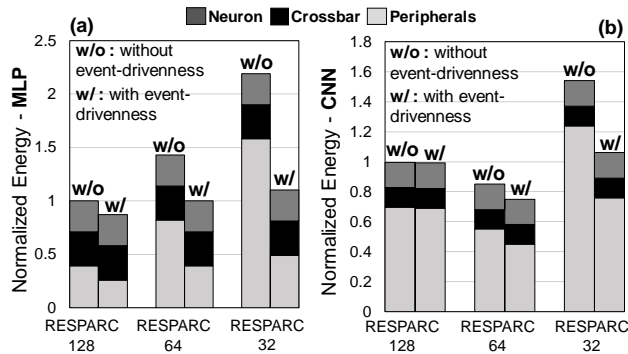 Neuron Crossbar Peripherals
(a)
Normalized Energy - MLP
2.5
2
1.5
1
0.5
0
w/o : without
event-drivenness
w/ : with event-
drivenness
w/o
w/
w/o
w/
w/o
w/
RESPARC
128
RESPARC
64
RESPARC
32
(b)
Normalized Energy - CNN
1.8
1.6
1.4
1.2
1
0.8
0.6
0.4
0.2
0
w/o : without
event-drivenness
w/ : with event-
drivenness
w/o
w/
w/o
w/
w/o
w/
RESPARC
128
RESPARC
64
RESPARC
32